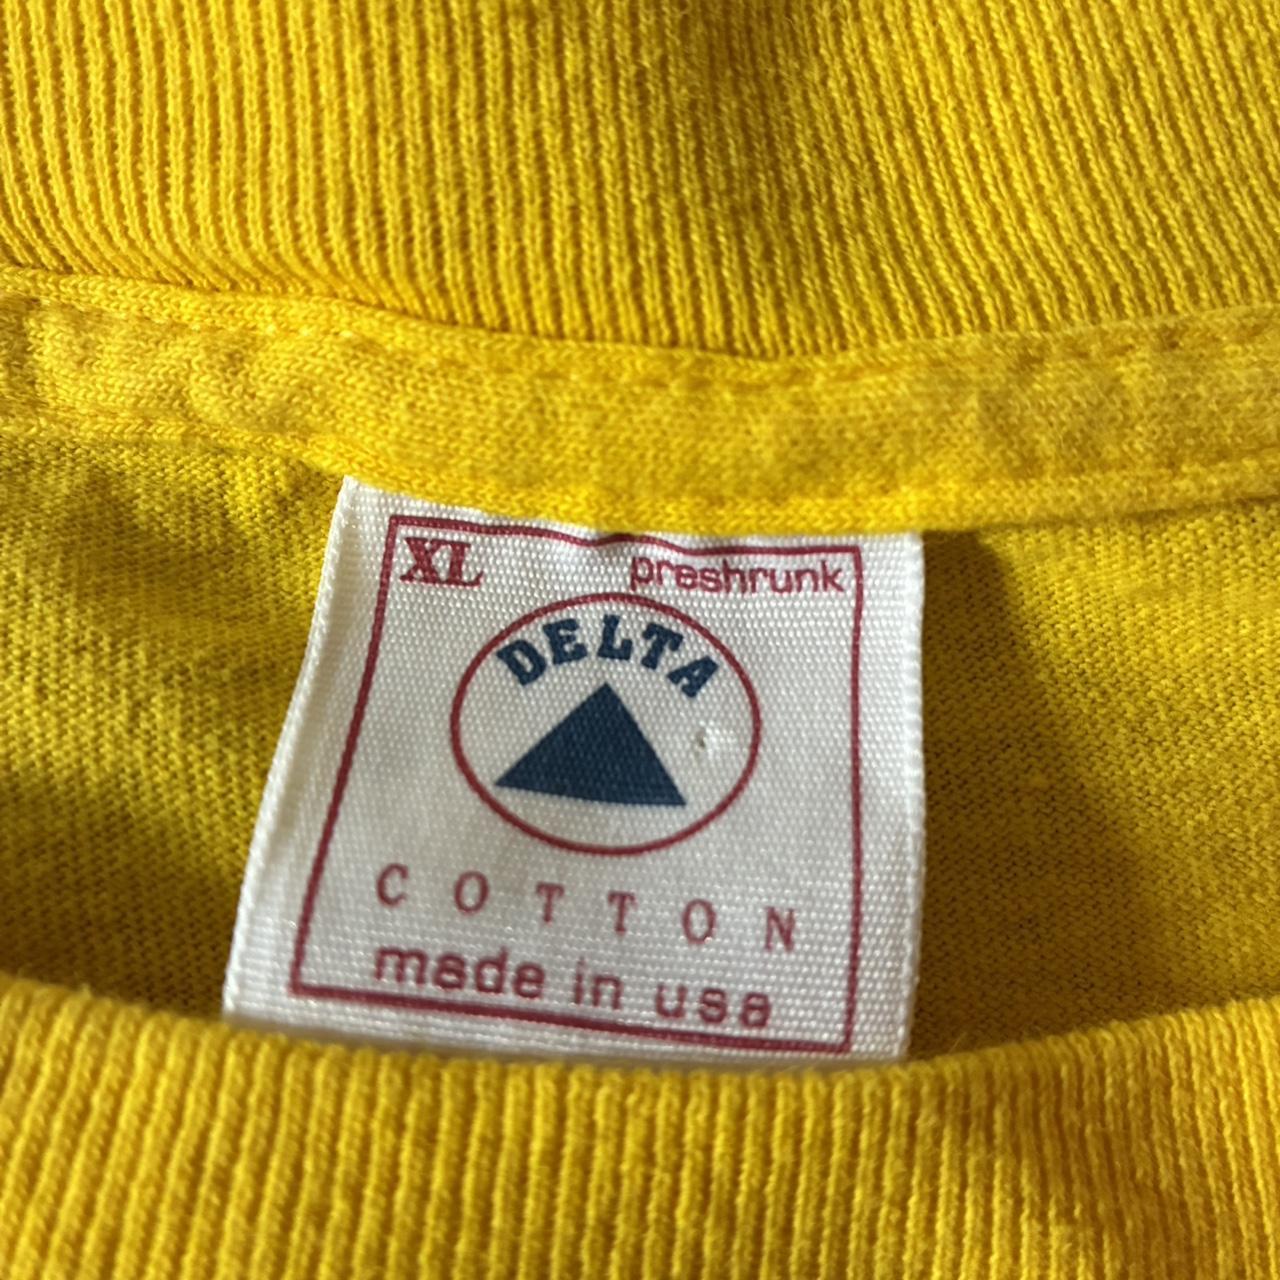 XL preshrunk
DELTA
COTTON
made in usa